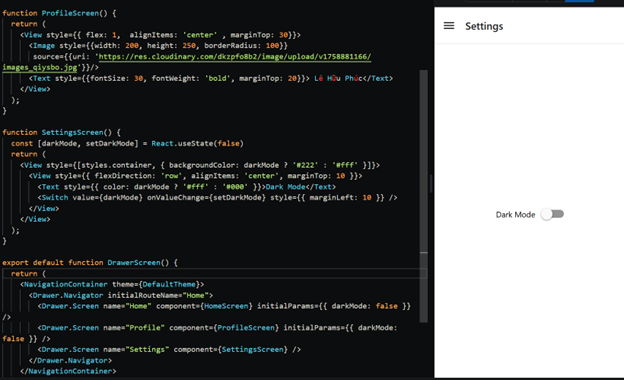 function ProfileScreen() {
return (
<View style={{ flex: 1,  alignItems: 'center' , marginTop: 30}}>
<Image style={{width: 200, height: 250, borderRadius: 100}}
source={{uri: 'https://res.cloudinary.com/dkzpfo8b2/image/upload/v1758881166/
images_qiysbo.jpg'}}/>
<Text style={{fontSize: 30, fontWeight: 'bold', marginTop: 20}}> Lê Hữu Phúc</Text>
</View>
);
}
function SettingsScreen() {
const [darkMode, setDarkMode] = React.useState(false)
return (
<View style={[styles.container, { backgroundColor: darkMode ? '#222' : '#fff' }]}>
<View style={{ flexDirection: 'row', alignItems: 'center', marginTop: 10 }}>
<Text style={{ color: darkMode ? '#fff' : '#000' }}>Dark Mode</Text>
<Switch value={darkMode} onValueChange={setDarkMode} style={{ marginLeft: 10 }} />
</View>
</View>
);
}
export default function DrawerScreen() {
return (
<NavigationContainer theme={DefaultTheme}>
<Drawer.Navigator initialRouteName="Home">
<Drawer.Screen name="Home" component={HomeScreen} initialParams={{ darkMode: false }}
/>
<Drawer.Screen name="Profile" component={ProfileScreen} initialParams={{ darkMode:
false }} />
<Drawer.Screen name="Settings" component={SettingsScreen} />
</Drawer.Navigator>
</NavigationContainer>
Settings
Dark Mode